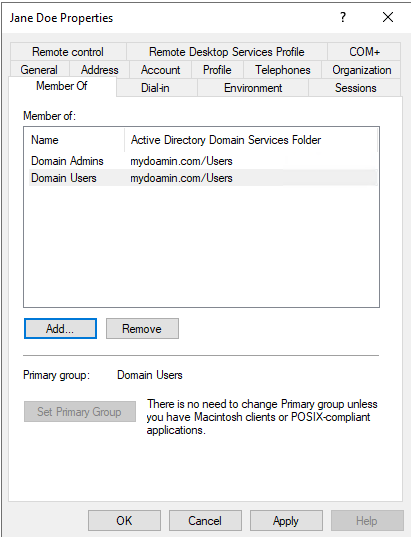 Jane Doe Properties
?
Remote control Remote Desktop Services Profile COM+
General Address Account Profile Telephones Organization
Member Of Dial-in Environment Sessions
Member of:
Name Active Directory Domain Services Folder
Domain Admins mydoamin.com/Users
Domain Users mydoamin.com/Users
Add... Remove
Primary group: Domain Users
Set Primary Group
There is no need to change Primary group unless
you have Macintosh clients or POSIX-compliant
applications.
OK Cancel Apply Help